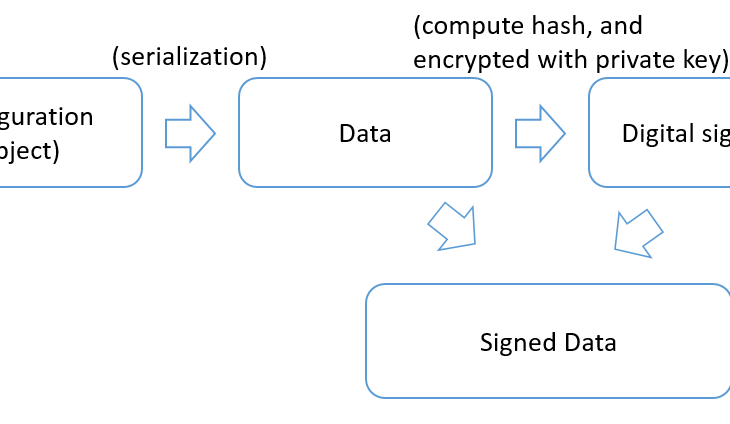 (compute hash, and
(serialization)
encrypted with private key)
guration
Data
Digital sig
bject)
Signed Data